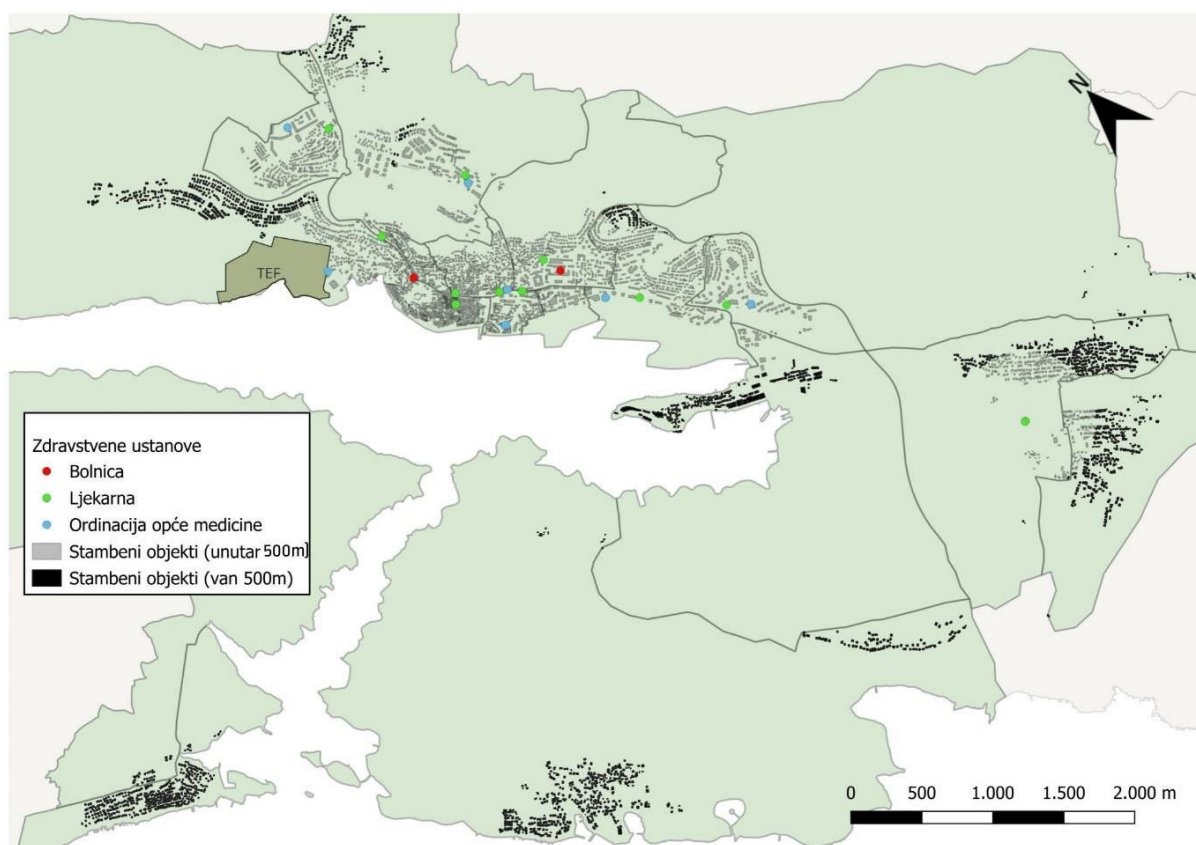 N
TEF
Zdravstvene ustanove
Bolnica
Ljekarna
Ordinacija opće medicine
Stambeni objekti (unutar 500m)
Stambeni objekti (van 500m)
0 500 1.000 1.500 2.000 m